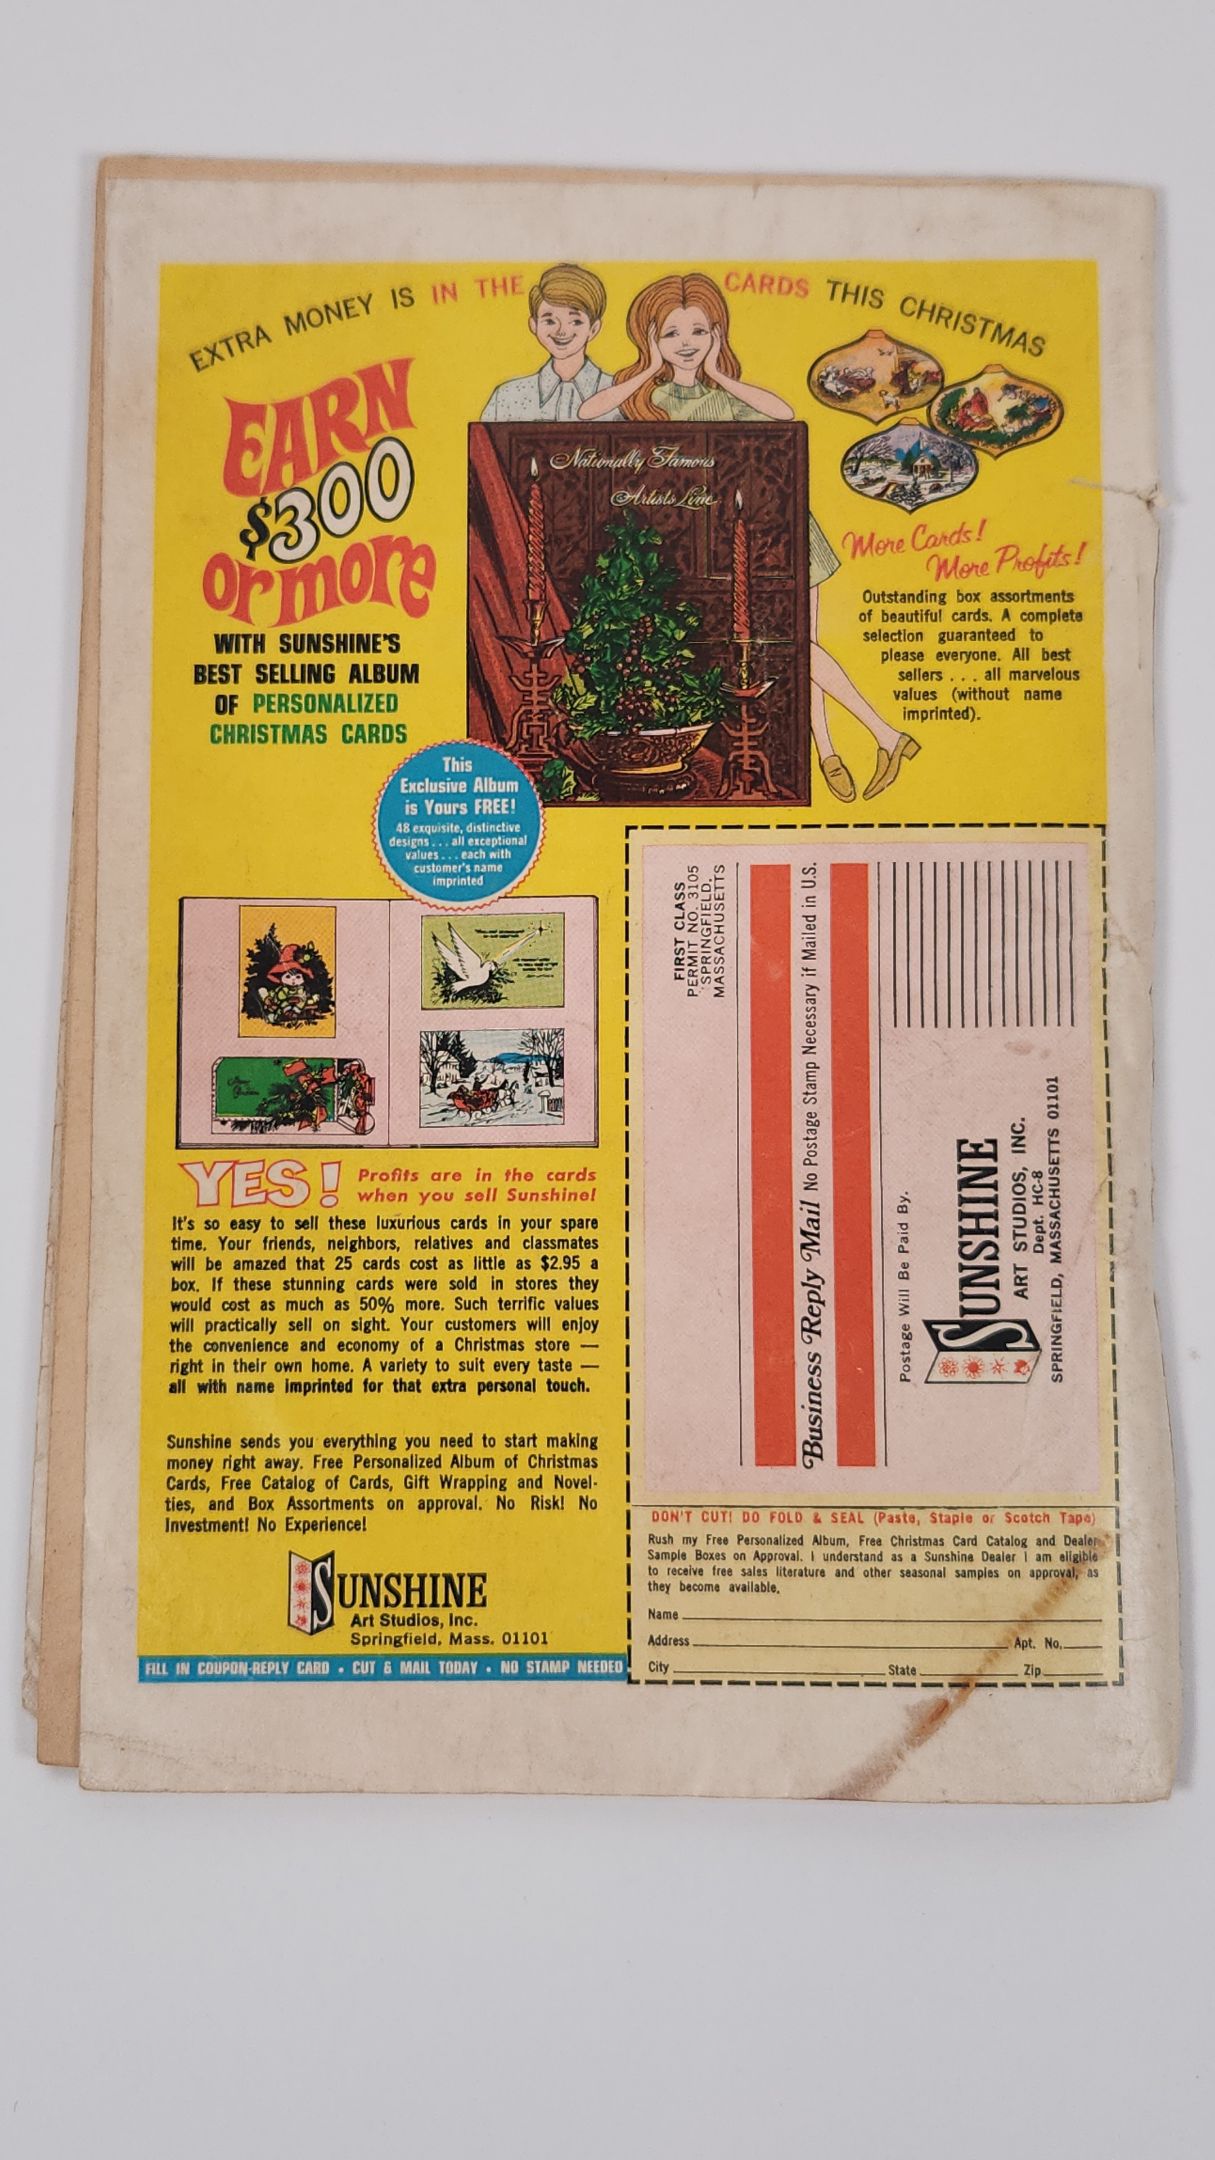 EXTRA MONEY IS IN THE CARDS THIS CHRISTMAS
EARN
$300
or more
WITH SUNSHINE'S
BEST SELLING ALBUM
OF PERSONALIZED
CHRISTMAS CARDS
Nationally Famous
Artists Line
More Cards!
More Profits!
Outstanding box assortments
of beautiful cards. A complete
selection guaranteed to
please everyone. All best
sellers . . . all marvelous
values (without name
imprinted).
This
Exclusive Album
is Yours FREE!
48 exquisite, distinctive
designs . . . all exceptional
values . . . each with
customer's name
imprinted
YES!
Profits are in the cards
when you sell Sunshine!
It's so easy to sell these luxurious cards in your spare
time. Your friends, neighbors, relatives and classmates
will be amazed that 25 cards cost as little as $2.95 a
box. If these stunning cards were sold in stores they
would cost as much as 50% more. Such terrific values
will practically sell on sight. Your customers will enjoy
the convenience and economy of a Christmas store —
right in their own home. A variety to suit every taste —
all with name imprinted for that extra personal touch.
Sunshine sends you everything you need to start making
money right away. Free Personalized Album of Christmas
Cards, Free Catalog of Cards, Gift Wrapping and Novel-
ties, and Box Assortments on approval. No Risk! No
Investment! No Experience!
SUNSHINE
Art Studios, Inc.
Springfield, Mass. 01101
FILL IN COUPON-REPLY CARD • CUT & MAIL TODAY • NO STAMP NEEDED
FIRST CLASS
PERMIT NO. 3105
SPRINGFIELD,
MASSACHUSETTS
Business Reply Mail No Postage Stamp Necessary if Mailed in U.S.
Postage Will Be Paid By.
SUNSHINE
ART STUDIOS, INC.
Dept. HC-8
SPRINGFIELD, MASSACHUSETTS 01101
DON'T CUT! DO FOLD & SEAL (Paste, Staple or Scotch Tape)
Rush my Free Personalized Album, Free Christmas Card Catalog and Dealer
Sample Boxes on Approval. I understand as a Sunshine Dealer I am eligible
to receive free sales literature and other seasonal samples on approval, as
they become available.
Name
Address Apt. No.
City State Zip